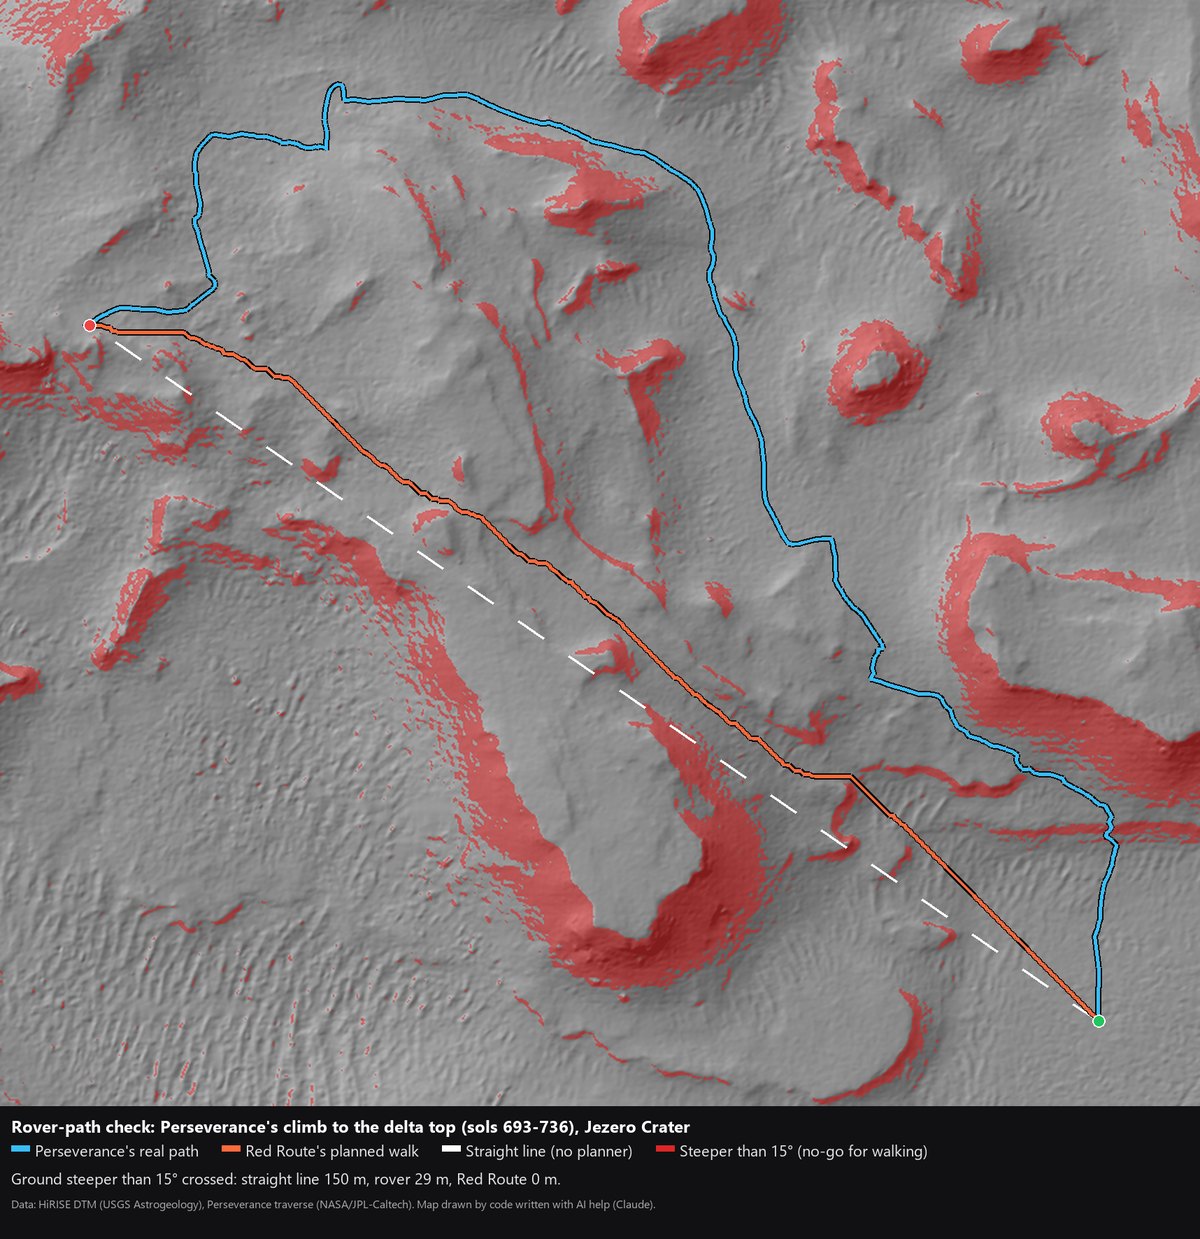 Rover-path check: Perseverance's climb to the delta top (sols 693-736), Jezero Crater
Perseverance's real path Red Route's planned walk Straight line (no planner) Steeper than 15° (no-go for walking)
Ground steeper than 15° crossed: straight line 150 m, rover 29 m, Red Route 0 m.
Data: HiRISE DTM (USGS Astrogeology), Perseverance traverse (NASA/JPL-Caltech). Map drawn by code written with AI help (Claude).